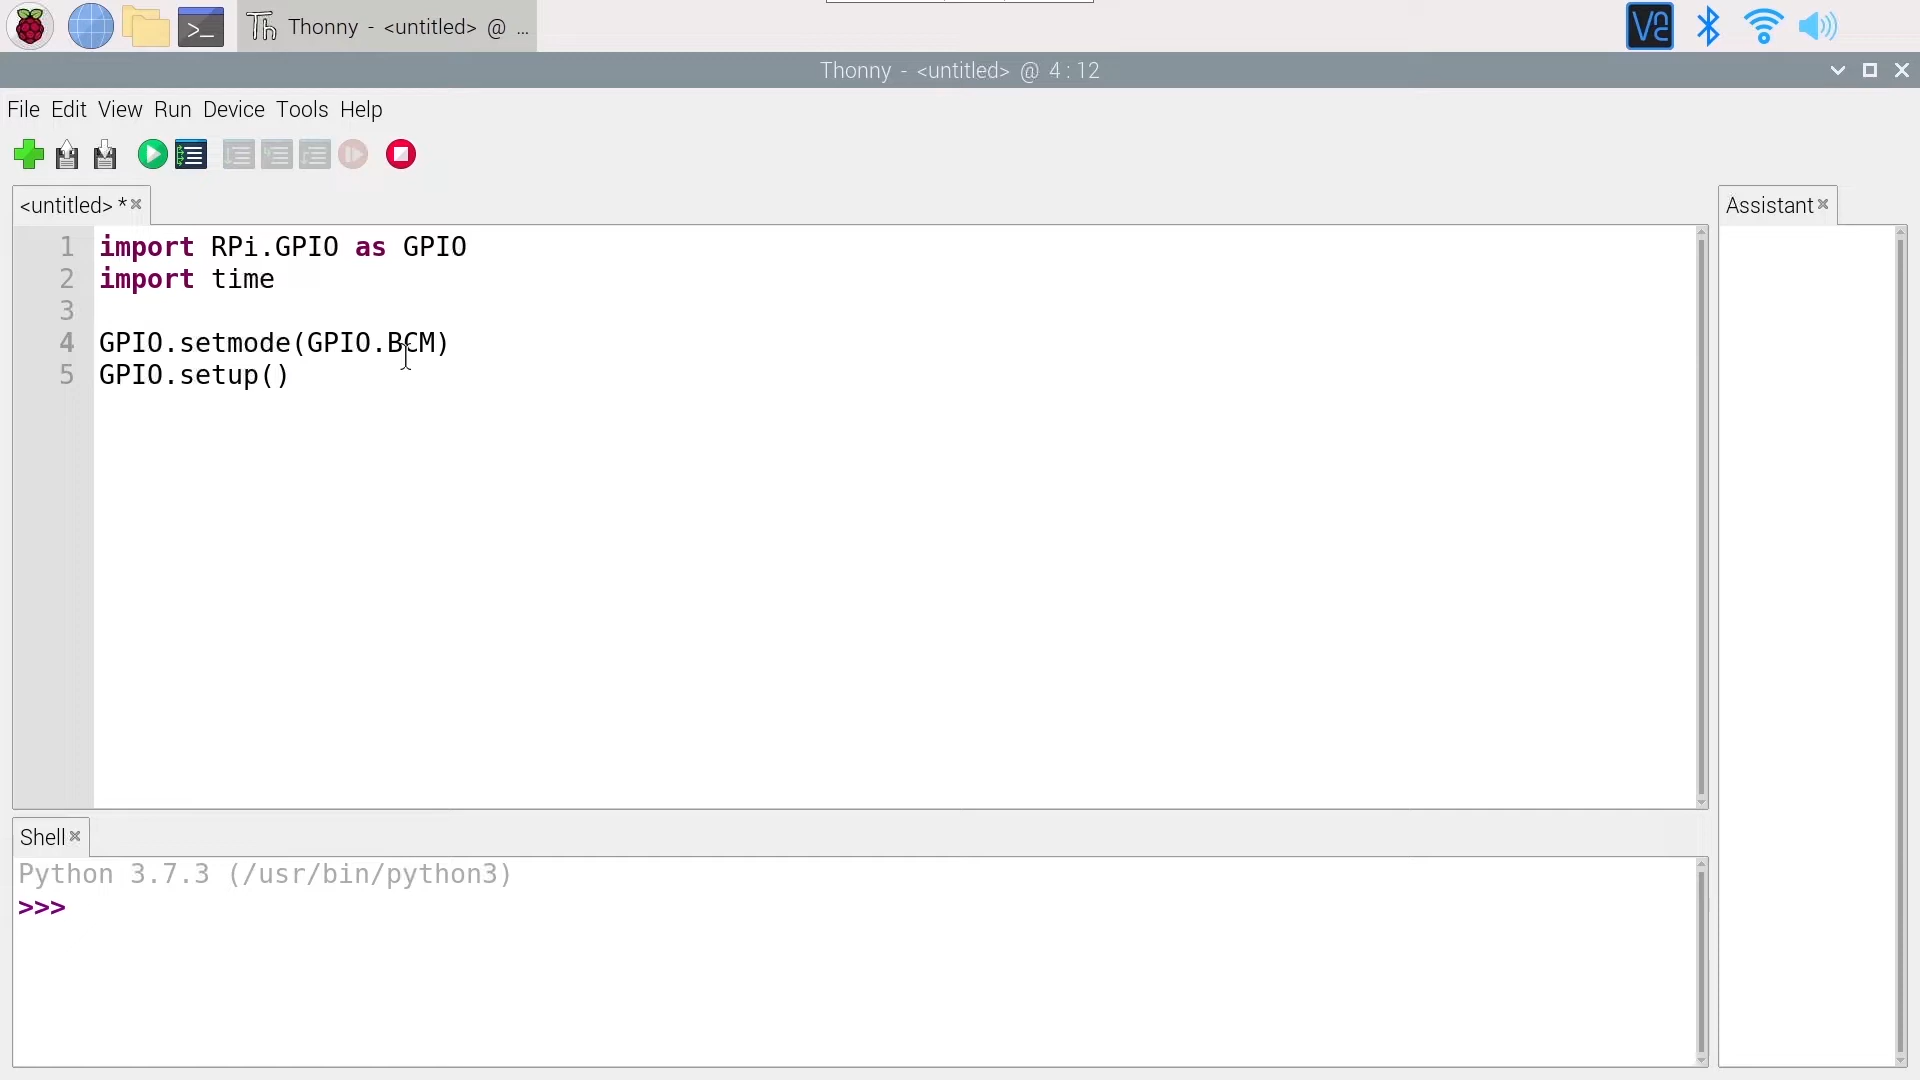 Thonny - <untitled> @ ...
Thonny - <untitled> @ 4:12
File Edit View Run Device Tools Help
<untitled> *
Assistant
1 import RPi.GPIO as GPIO
2 import time
3
4 GPIO.setmode(GPIO.BCM)
5 GPIO.setup()
Shell
Python 3.7.3 (/usr/bin/python3)
>>>